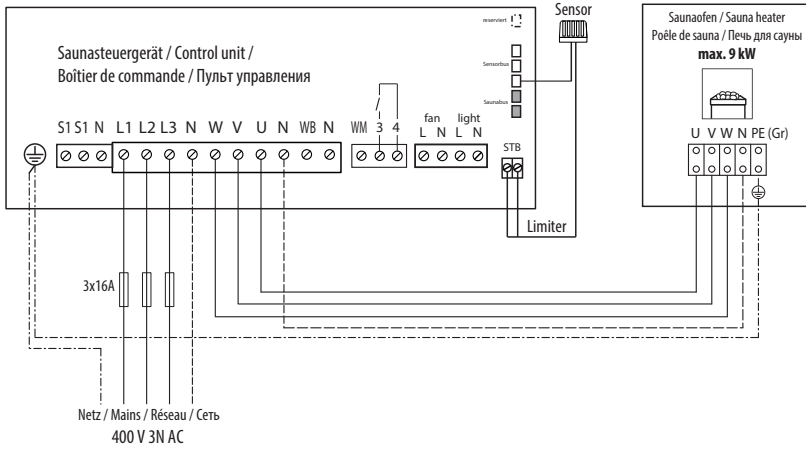 Sensor
reserviert
Saunasteuergerät / Control unit /
Boîtier de commande / Пульт управления
Sensorbus
Saunabus
Saunaofen / Sauna heater
Poêle de sauna / Печь для сауны
max. 9 kW
S1 S1 N L1 L2 L3 N W V U N WB N WM 3 4
fan light
L N L N
STB
U V W N PE (Gr)
Limiter
3x16A
Netz / Mains / Réseau / Сеть
400 V 3N AC